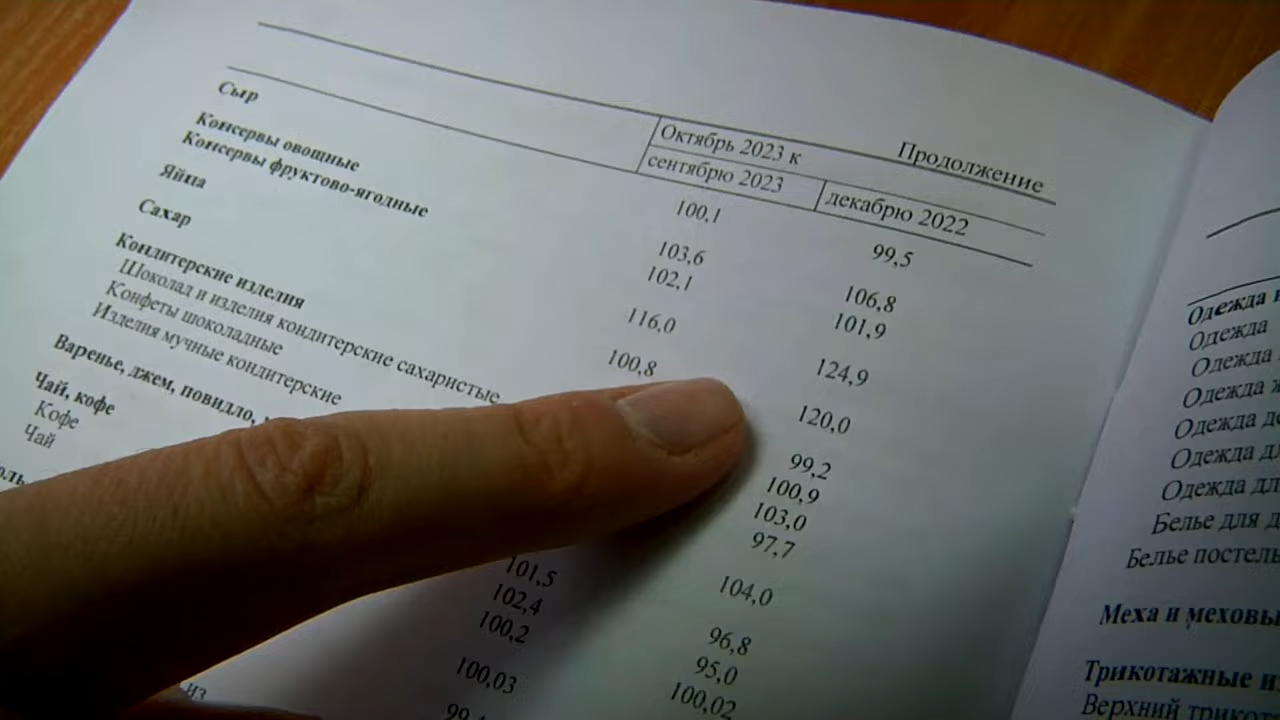 Продолжение
Октябрь 2023 к
сентябрю 2023 декабрю 2022
Сыр 100,1 99,5
Консервы овощные 103,6 106,8
Консервы фруктово-ягодные 102,1 101,9
Яйца 116,0 124,9
Сахар 100,8 120,0
Кондитерские изделия 99,2
Шоколад и изделия кондитерские сахаристые 100,9
Конфеты шоколадные 103,0
Изделия мучные кондитерские 97,7
Варенье, джем, повидло, 104,0
Чай, кофе 101,5 96,8
Кофе 102,4 95,0
Чай 100,2 100,02
100,03
из
Одежда
Одежда
Одежда
Одежда
Одежда
Одежда
Одежда
Белье для
Белье
Меха и
Трикотажные
Верхний